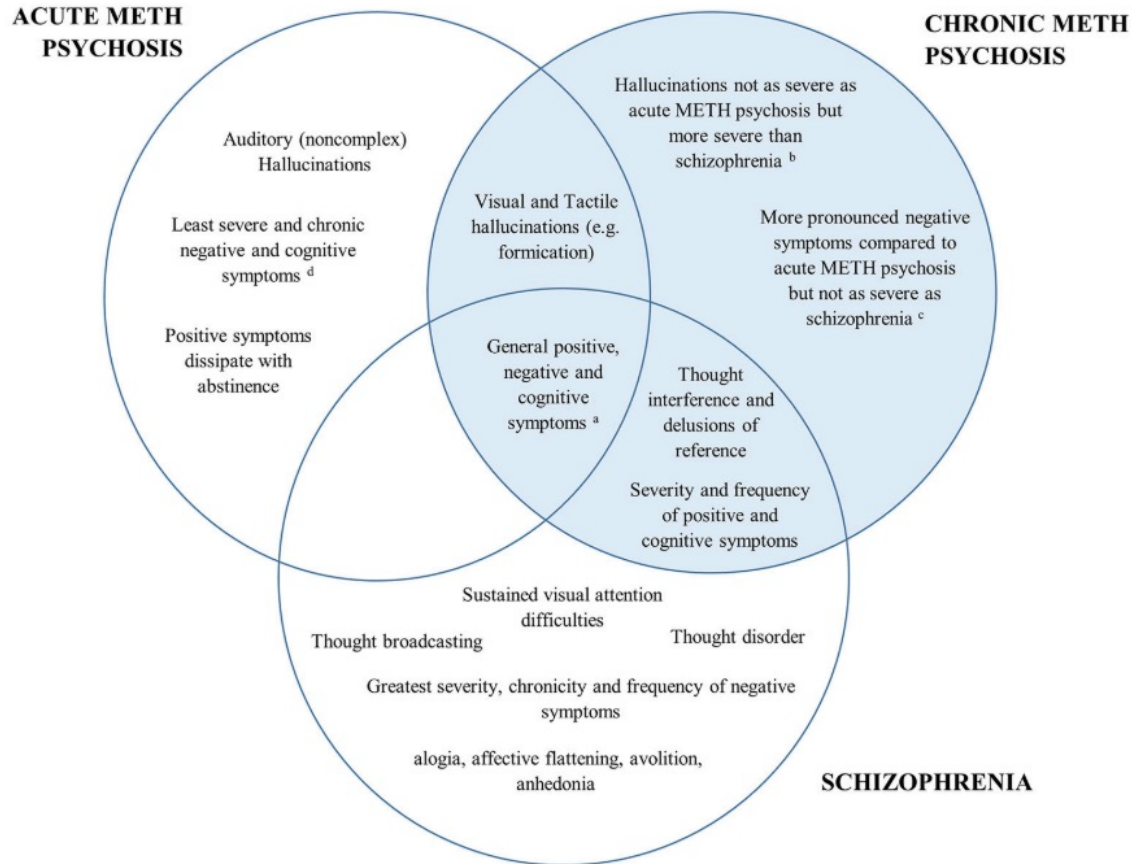 ACUTE METH
PSYCHOSIS
CHRONIC METH
PSYCHOSIS
Auditory (noncomplex)
Hallucinations
Least severe and chronic
negative and cognitive
symptoms d
Positive symptoms
dissipate with
abstinence
Visual and Tactile
hallucinations (e.g.
formication)
Hallucinations not as severe as
acute METH psychosis but
more severe than
schizophrenia b
More pronounced negative
symptoms compared to
acute METH psychosis
but not as severe as
schizophrenia c
General positive,
negative and
cognitive
symptoms a
Thought
interference and
delusions of
reference
Severity and frequency
of positive and
cognitive symptoms
Sustained visual attention
difficulties
Thought broadcasting
Thought disorder
Greatest severity, chronicity and frequency of negative
symptoms
alogia, affective flattening, avolition,
anhedonia
SCHIZOPHRENIA